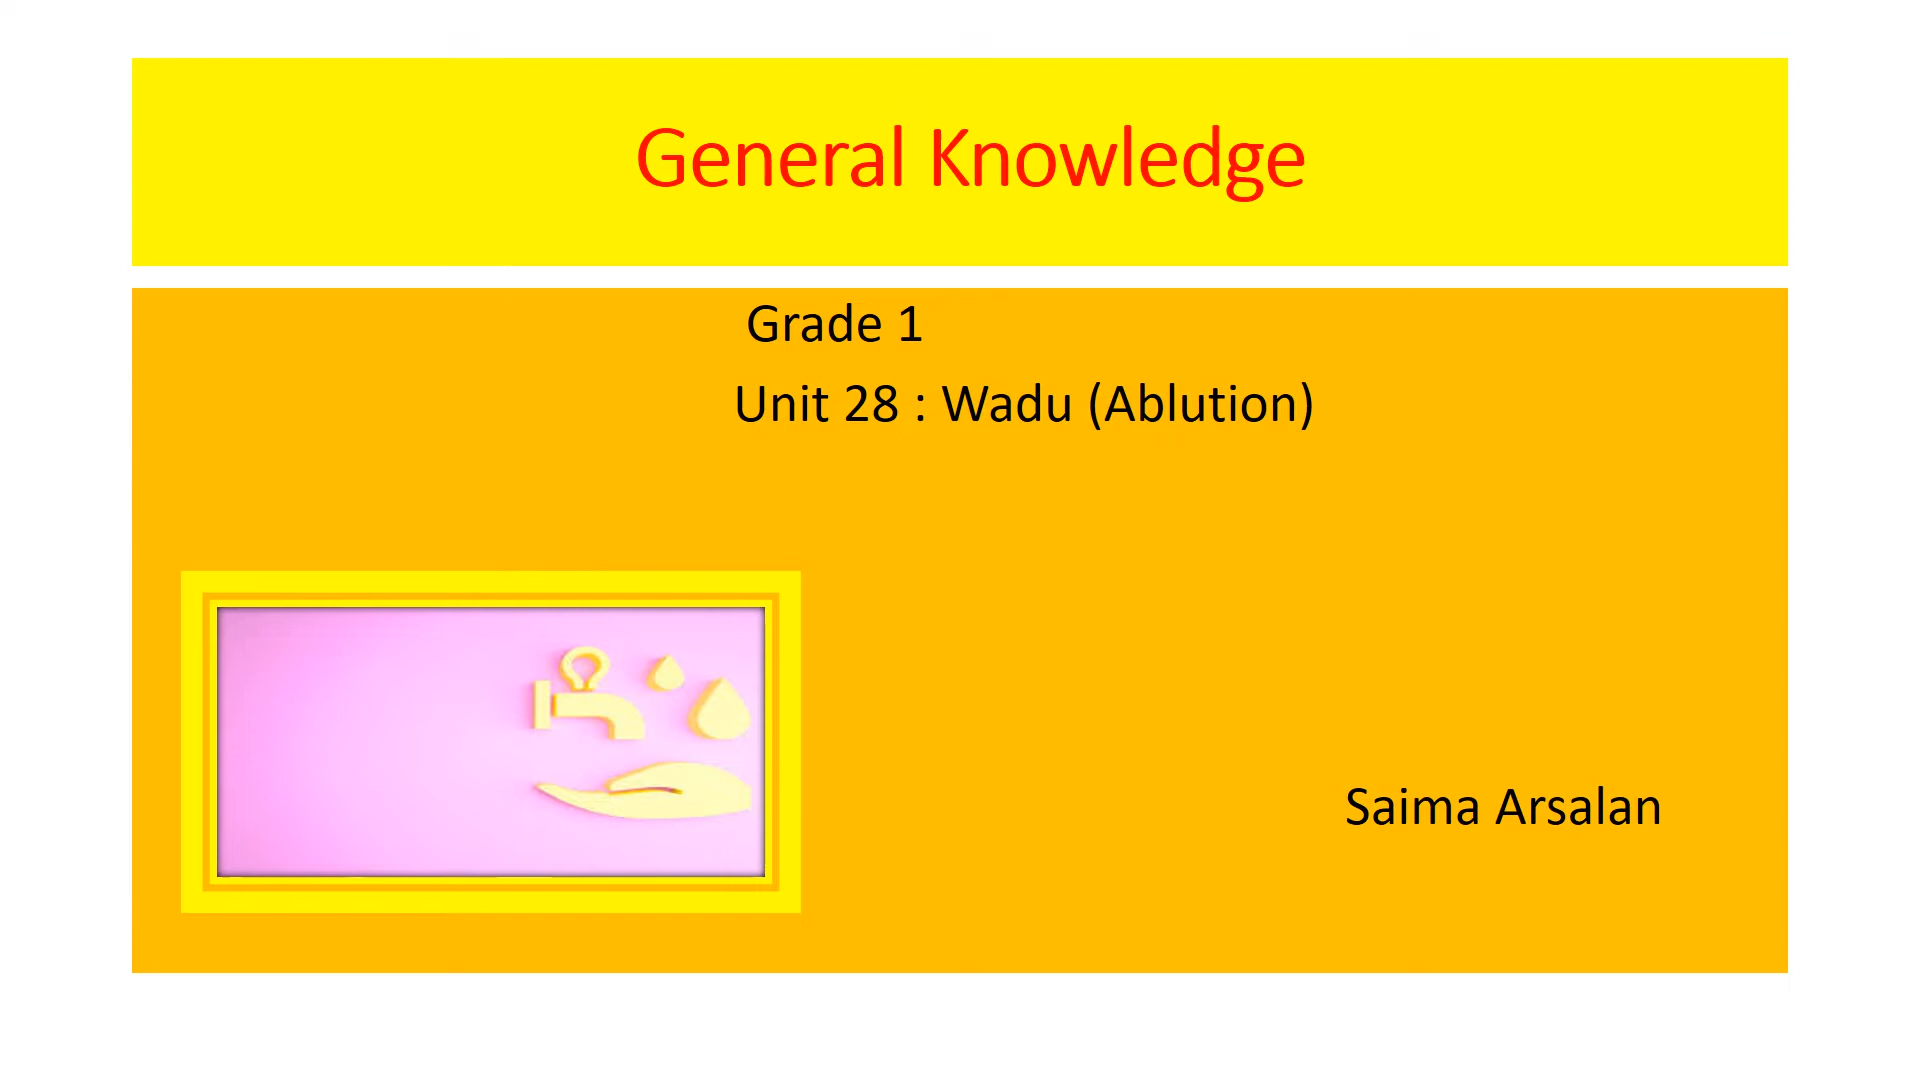 General Knowledge
Grade 1
Unit 28 : Wadu (Ablution)
Saima Arsalan